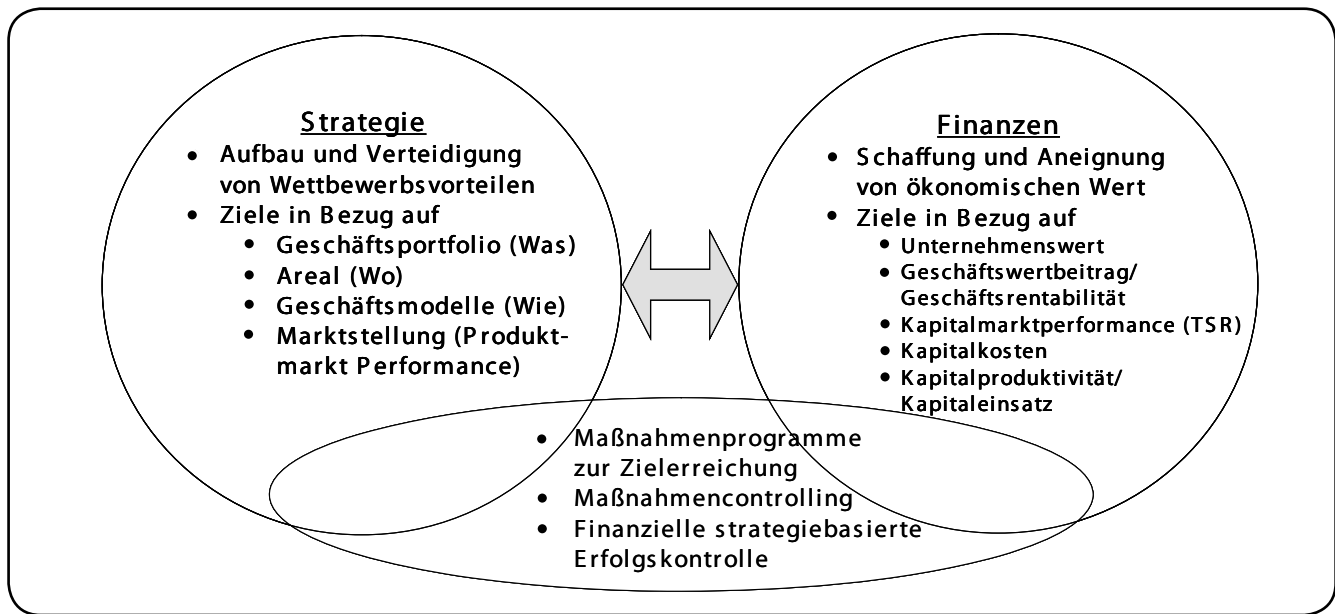 Strategie
• Aufbau und Verteidigung
von Wettbewerbsvorteilen
• Ziele in Bezug auf
• Geschäftsportfolio (Was)
• Areal (Wo)
• Geschäftsmodelle (Wie)
• Marktstellung (Produkt-
markt Performance)
Finanzen
• Schaffung und Aneignung
von ökonomischen Wert
• Ziele in Bezug auf
• Unternehmenswert
• Geschäftswertbeitrag/
Geschäftsrentabilität
• Kapitalmarktperformance (TSR)
• Kapitalkosten
• Kapitalproduktivität/
Kapitaleinsatz
• Maßnahmenprogramme
zur Zielerreichung
• Maßnahmencontrolling
• Finanzielle strategiebasierte
Erfolgskontrolle